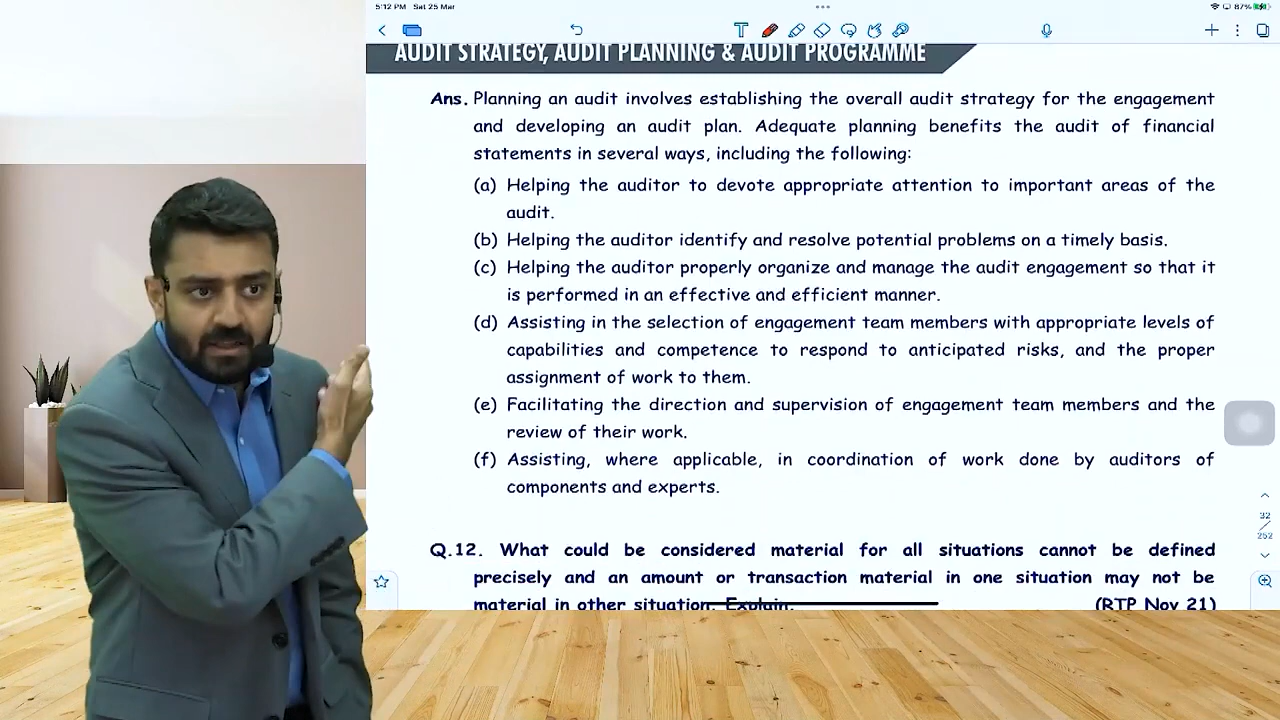 5:12 PM Sat 25 Mar
87%
AUDIT STRATEGY, AUDIT PLANNING & AUDIT PROGRAMME
Ans. Planning an audit involves establishing the overall audit strategy for the engagement
and developing an audit plan. Adequate planning benefits the audit of financial
statements in several ways, including the following:
(a) Helping the auditor to devote appropriate attention to important areas of the
audit.
(b) Helping the auditor identify and resolve potential problems on a timely basis.
(c) Helping the auditor properly organize and manage the audit engagement so that it
is performed in an effective and efficient manner.
(d) Assisting in the selection of engagement team members with appropriate levels of
capabilities and competence to respond to anticipated risks, and the proper
assignment of work to them.
(e) Facilitating the direction and supervision of engagement team members and the
review of their work.
(f) Assisting, where applicable, in coordination of work done by auditors of
components and experts.
32
/
252
Q.12. What could be considered material for all situations cannot be defined
precisely and an amount or transaction material in one situation may not be
material in other situation. Explain. (RTP Nov 21)